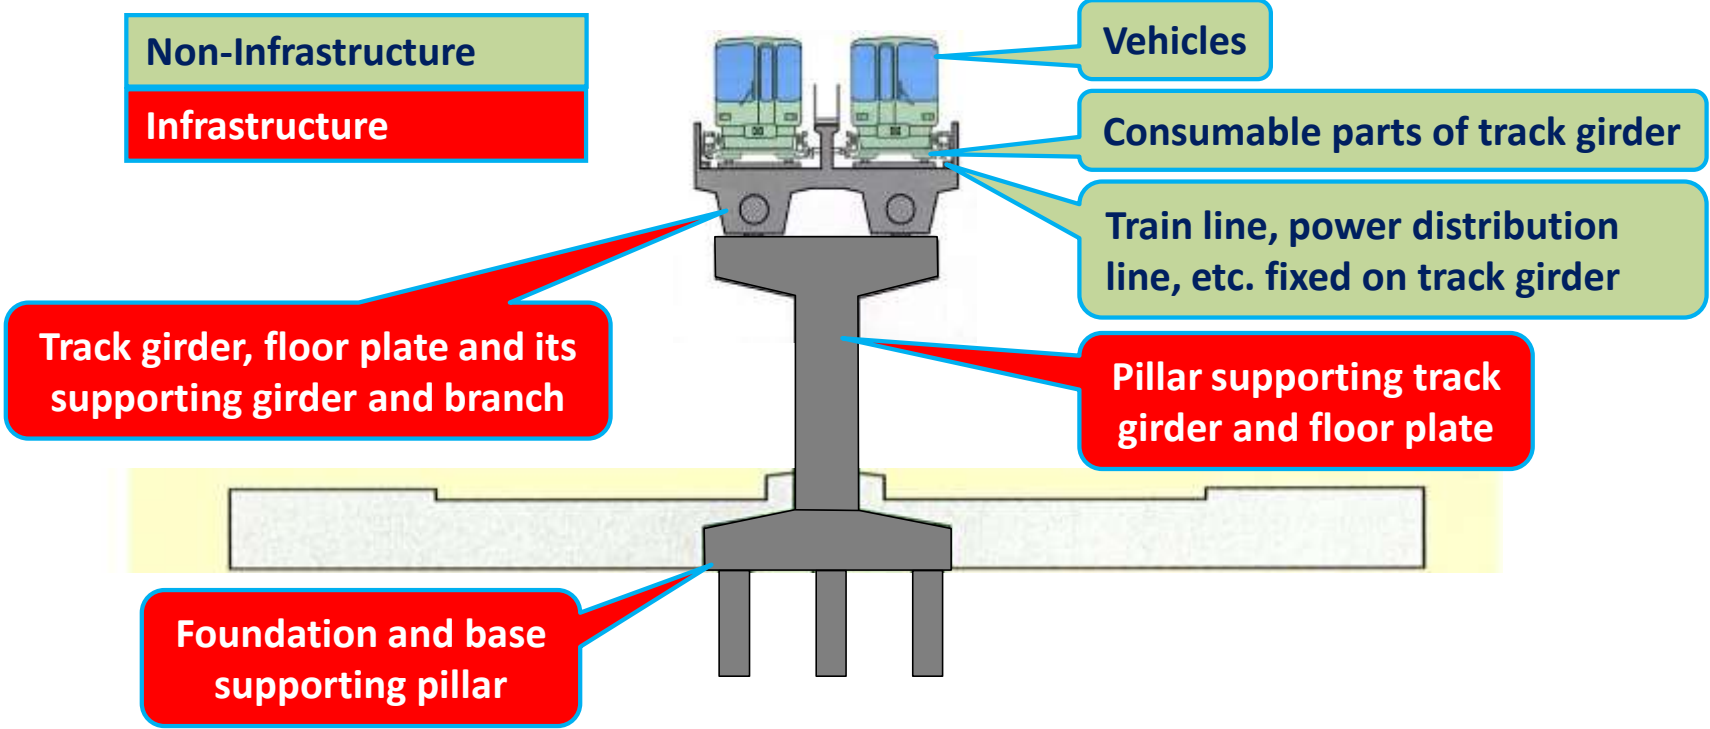 Non-Infrastructure
Infrastructure
Vehicles
Consumable parts of track girder
Train line, power distribution
line, etc. fixed on track girder
Track girder, floor plate and its
supporting girder and branch
Pillar supporting track
girder and floor plate
Foundation and base
supporting pillar